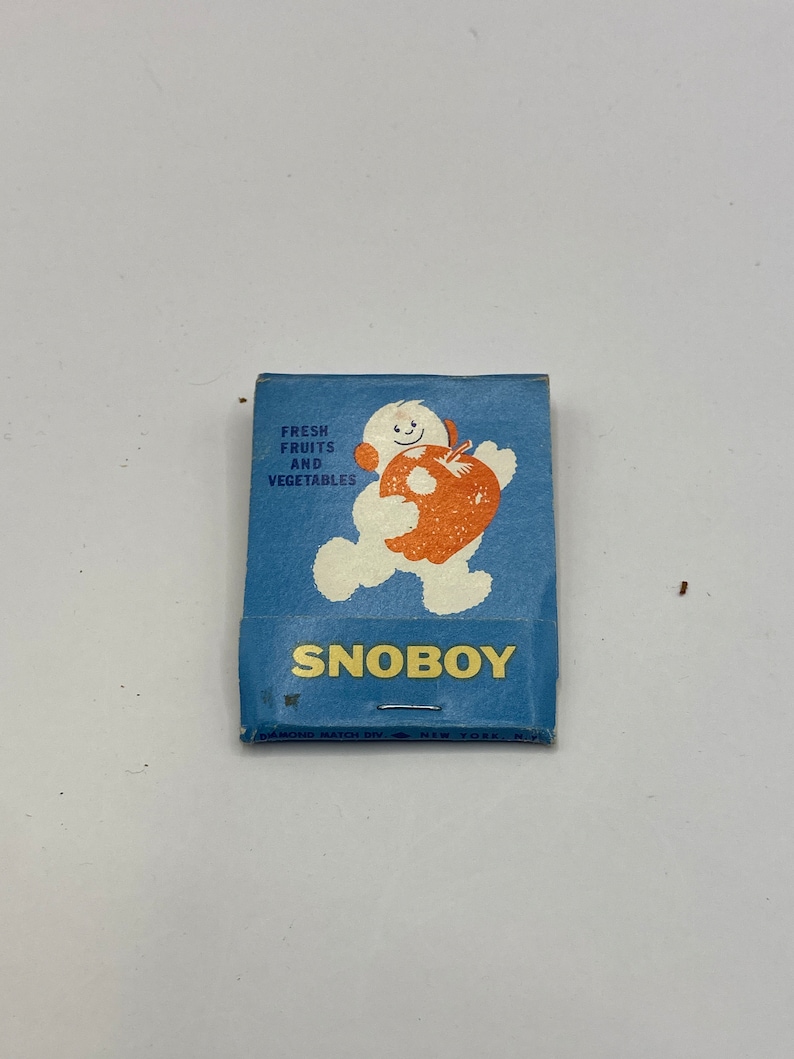 FRESH
FRUITS
AND
VEGETABLES
SNOBOY
DIAMOND MATCH DIV. NEW YORK, N.Y.